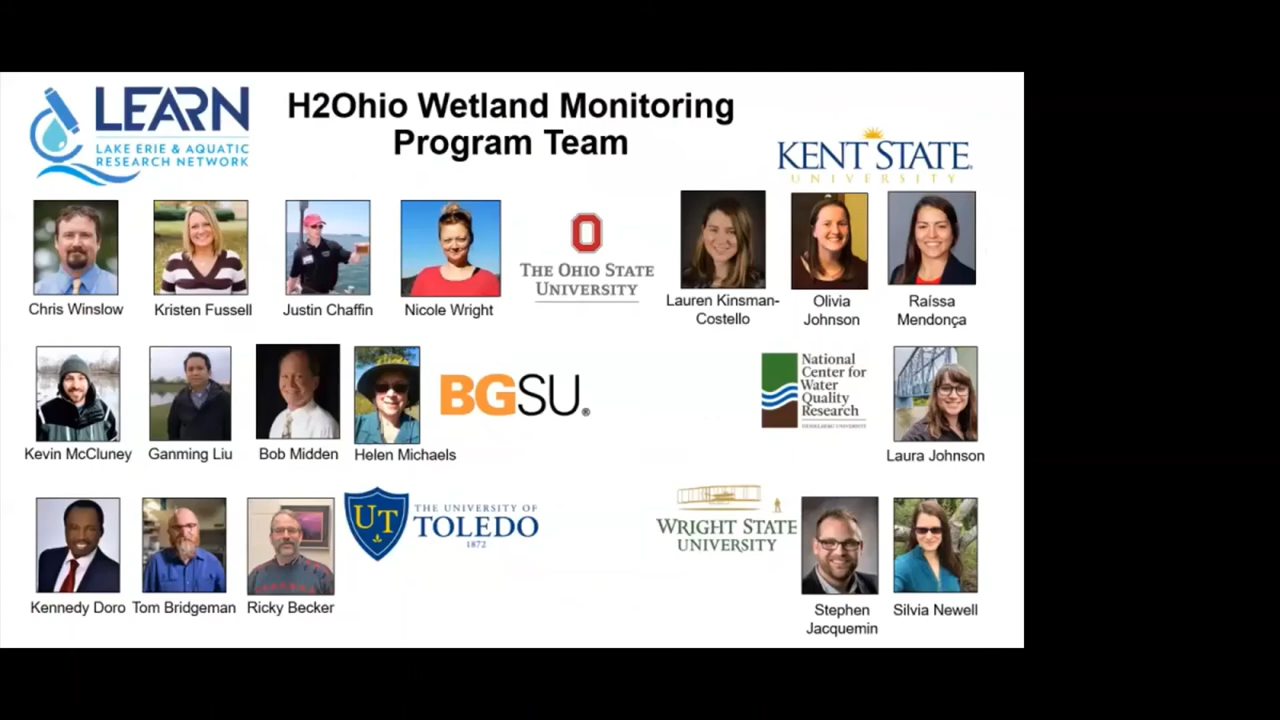 LEARN
LAKE ERIE & AQUATIC
RESEARCH NETWORK
H2Ohio Wetland Monitoring
Program Team
KENT STATE
UNIVERSITY
Chris Winslow
Kristen Fussell
Justin Chaffin
Nicole Wright
O
THE OHIO STATE
UNIVERSITY
Lauren Kinsman-
Costello
Olivia
Johnson
Raíssa
Mendonça
Kevin McCluney
Ganming Liu
Bob Midden
Helen Michaels
BGSU®
National
Center for
Water
Quality
Research
HEIDELBERG UNIVERSITY
Laura Johnson
Kennedy Doro
Tom Bridgeman
Ricky Becker
UT
THE UNIVERSITY OF
TOLEDO
1872
WRIGHT STATE
UNIVERSITY
Stephen
Jacquemin
Silvia Newell